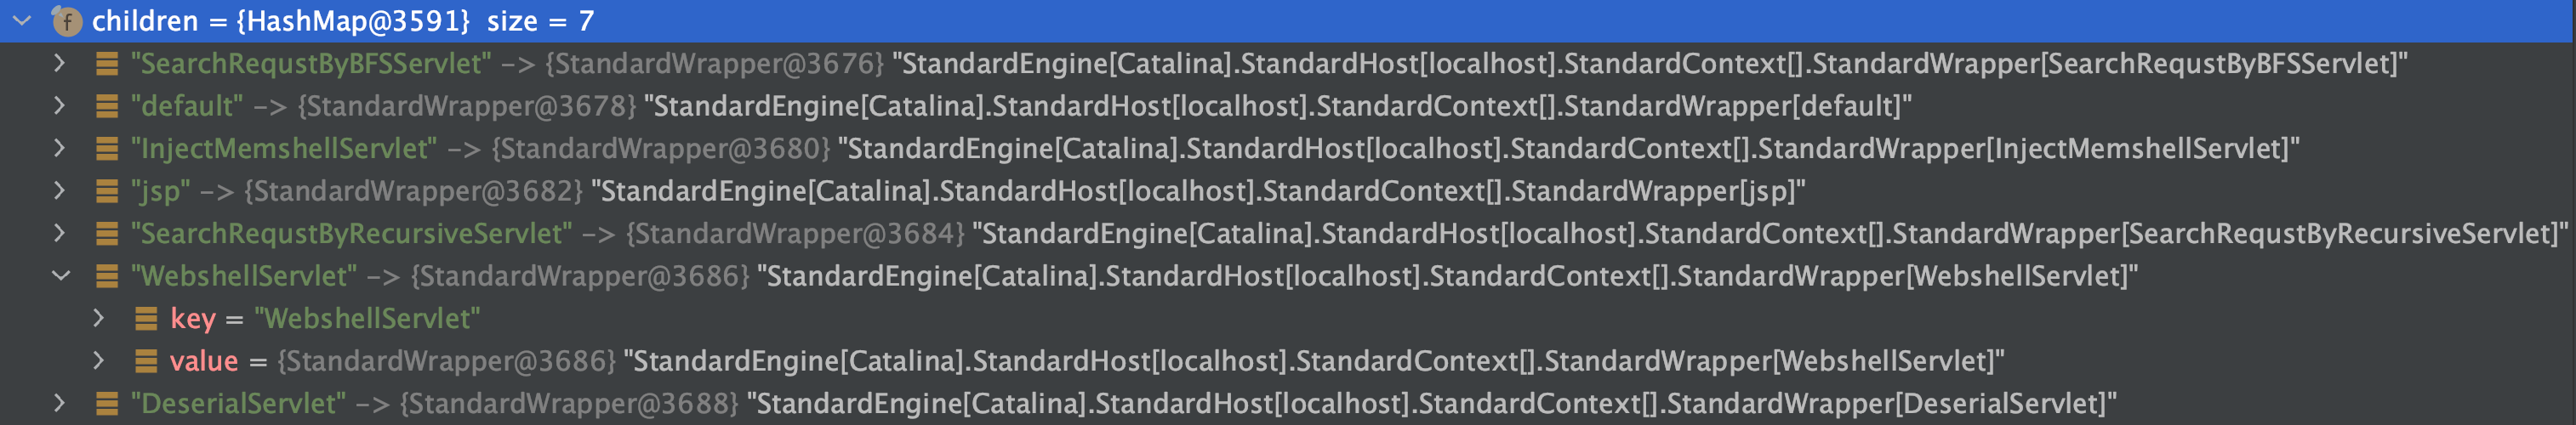 f children = {HashMap@3591} size = 7
"SearchRequstByBFSServlet" -> {StandardWrapper@3676} "StandardEngine[Catalina].StandardHost[localhost].StandardContext[].StandardWrapper[SearchRequstByBFSServlet]"
"default" -> {StandardWrapper@3678} "StandardEngine[Catalina].StandardHost[localhost].StandardContext[].StandardWrapper[default]"
"InjectMemshellServlet" -> {StandardWrapper@3680} "StandardEngine[Catalina].StandardHost[localhost].StandardContext[].StandardWrapper[InjectMemshellServlet]"
"jsp" -> {StandardWrapper@3682} "StandardEngine[Catalina].StandardHost[localhost].StandardContext[].StandardWrapper[jsp]"
"SearchRequstByRecursiveServlet" -> {StandardWrapper@3684} "StandardEngine[Catalina].StandardHost[localhost].StandardContext[].StandardWrapper[SearchRequstByRecursiveServlet]"
"WebshellServlet" -> {StandardWrapper@3686} "StandardEngine[Catalina].StandardHost[localhost].StandardContext[].StandardWrapper[WebshellServlet]"
key = "WebshellServlet"
value = {StandardWrapper@3686} "StandardEngine[Catalina].StandardHost[localhost].StandardContext[].StandardWrapper[WebshellServlet]"
"DeserialServlet" -> {StandardWrapper@3688} "StandardEngine[Catalina].StandardHost[localhost].StandardContext[].StandardWrapper[DeserialServlet]"